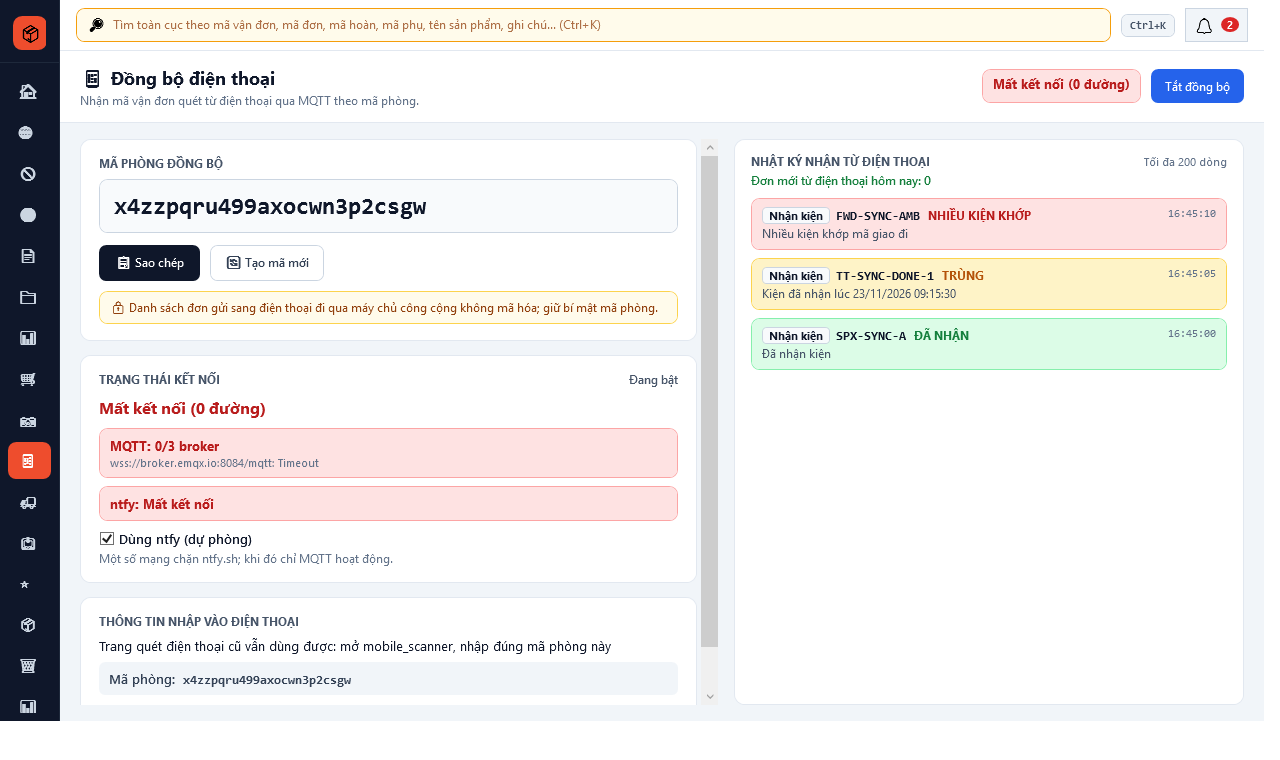 Tìm toàn cục theo mã vận đơn, mã đơn, mã hoàn, mã phụ, tên sản phẩm, ghi chú... (Ctrl+K)
Ctrl+K
2
Đồng bộ điện thoại
Nhận mã vận đơn quét từ điện thoại qua MQTT theo mã phòng.
Mất kết nối (0 đường)
Tắt đồng bộ
MÃ PHÒNG ĐỒNG BỘ
x4zzpqru499axocwn3p2csgw
Sao chép
Tạo mã mới
Danh sách đơn gửi sang điện thoại đi qua máy chủ công cộng không mã hóa; giữ bí mật mã phòng.
TRẠNG THÁI KẾT NỐI
Đang bật
Mất kết nối (0 đường)
MQTT: 0/3 broker
wss://broker.emqx.io:8084/mqtt: Timeout
ntfy: Mất kết nối
Dùng ntfy (dự phòng)
Một số mạng chặn ntfy.sh; khi đó chỉ MQTT hoạt động.
THÔNG TIN NHẬP VÀO ĐIỆN THOẠI
Trang quét điện thoại cũ vẫn dùng được: mở mobile_scanner, nhập đúng mã phòng này
Mã phòng: x4zzpqru499axocwn3p2csgw
NHẬT KÝ NHẬN TỪ ĐIỆN THOẠI
Tối đa 200 dòng
Đơn mới từ điện thoại hôm nay: 0
Nhận kiện FWD-SYNC-AMB NHIỀU KIỆN KHỚP 16:45:10
Nhiều kiện khớp mã giao đi
Nhận kiện TT-SYNC-DONE-1 TRÙNG 16:45:05
Kiện đã nhận lúc 23/11/2026 09:15:30
Nhận kiện SPX-SYNC-A ĐÃ NHẬN 16:45:00
Đã nhận kiện